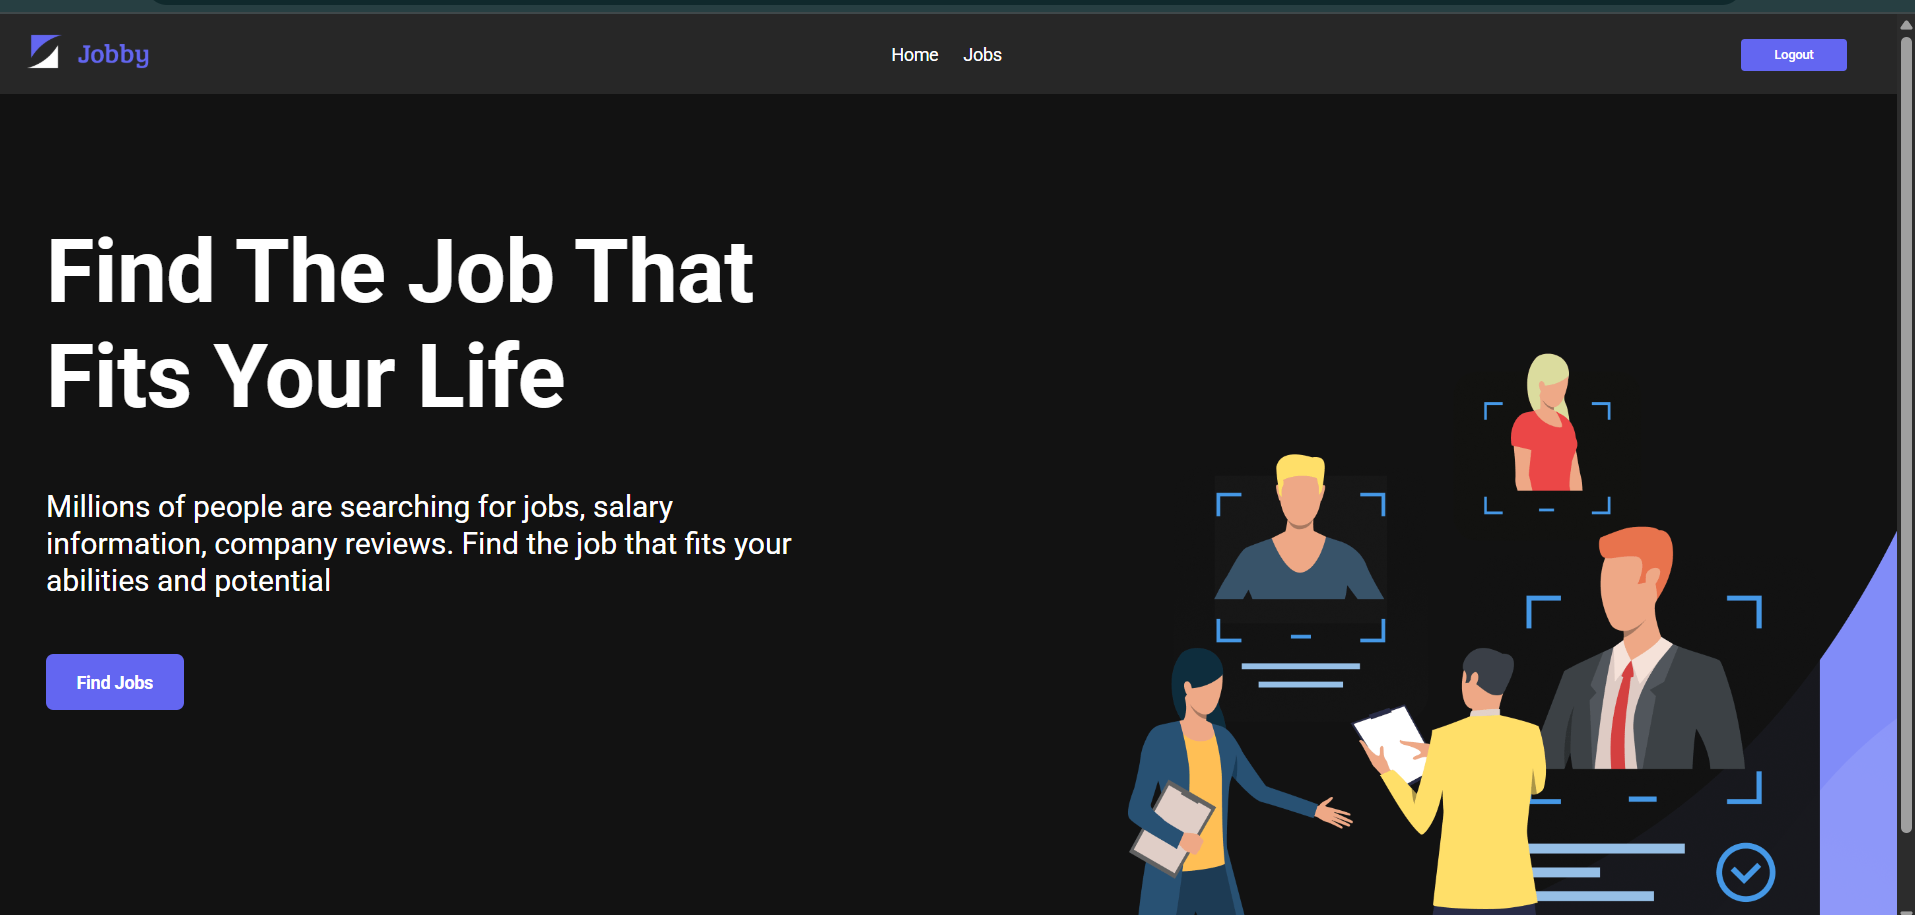 Jobby
Home
Jobs
Logout
Find The Job That
Fits Your Life
Millions of people are searching for jobs, salary
information, company reviews. Find the job that fits your
abilities and potential
Find Jobs